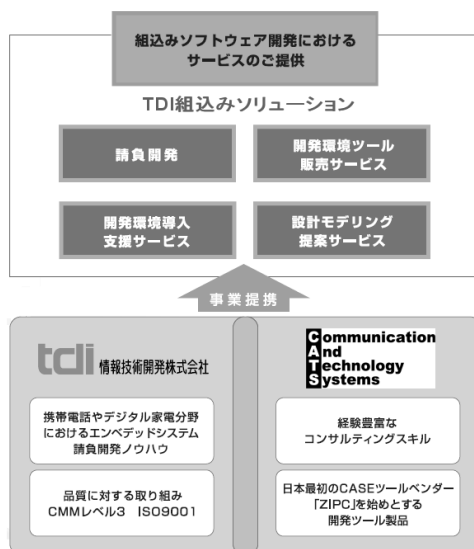 組込みソフトウェア開発における
サービスのご提供
TDI組込みソリューション
請負開発
開発環境ツール
販売サービス
開発環境導入
支援サービス
設計モデリング
提案サービス
事業提携
tdi 情報技術開発株式会社
携帯電話やデジタル家電分野
におけるエンベデッドシステム
請負開発ノウハウ
品質に対する取り組み
CMMレベル3 ISO9001
Communication
And
Technology
Systems
経験豊富な
コンサルティングスキル
日本最初のCASEツールベンダー
「ZIPC」を始めとする
開発ツール製品